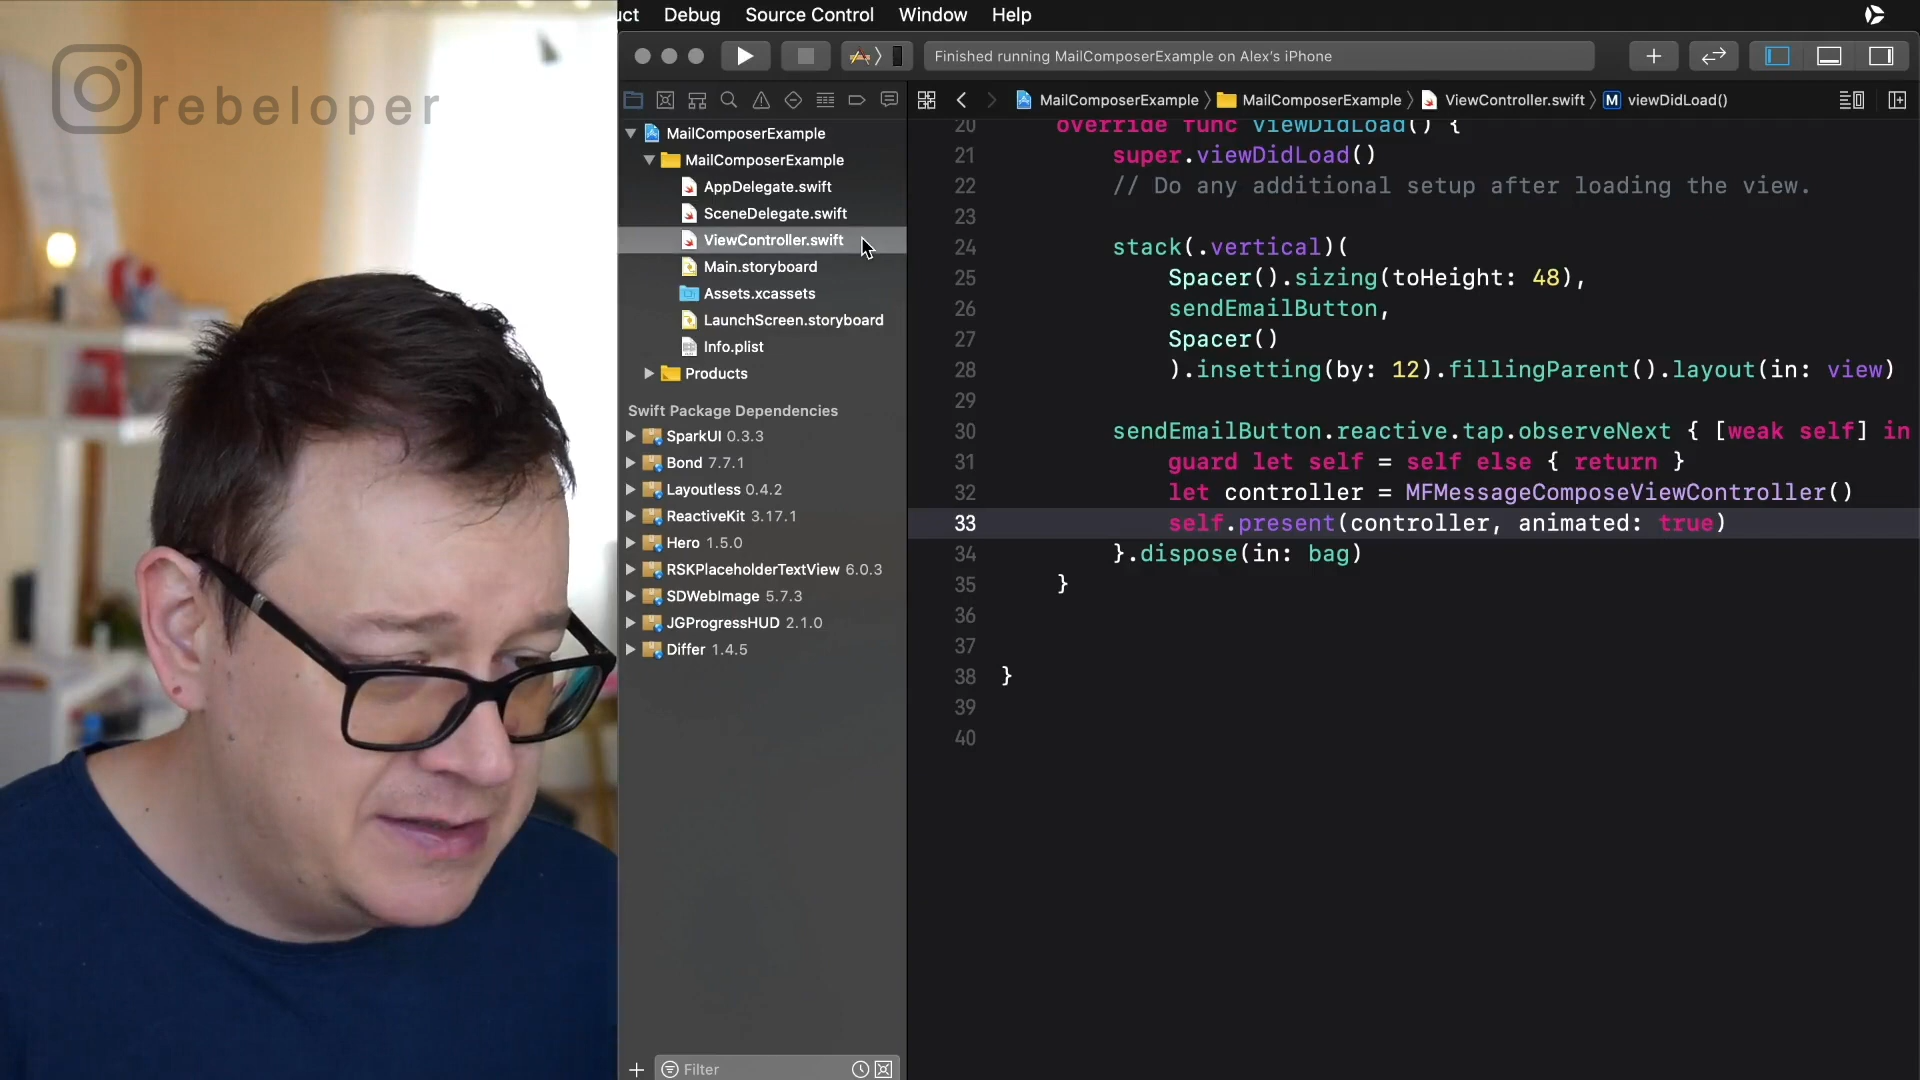 rebeloper
Debug Source Control Window Help
Finished running MailComposerExample on Alex's iPhone
MailComposerExample MailComposerExample ViewController.swift M viewDidLoad()
MailComposerExample
MailComposerExample
AppDelegate.swift
SceneDelegate.swift
ViewController.swift
Main.storyboard
Assets.xcassets
LaunchScreen.storyboard
Info.plist
Products
Swift Package Dependencies
SparkUI 0.3.3
Bond 7.7.1
Layoutless 0.4.2
ReactiveKit 3.17.1
Hero 1.5.0
RSKPlaceholderTextView 6.0.3
SDWebImage 5.7.3
JGProgressHUD 2.1.0
Differ 1.4.5
Filter
20 override func viewDidLoad() {
21 super.viewDidLoad()
22 // Do any additional setup after loading the view.
23
24 stack(.vertical)(
25 Spacer().sizing(toHeight: 48),
26 sendEmailButton,
27 Spacer()
28 ).insetting(by: 12).fillingParent().layout(in: view)
29
30 sendEmailButton.reactive.tap.observeNext { [weak self] in
31 guard let self = self else { return }
32 let controller = MFMessageComposeViewController()
33 self.present(controller, animated: true)
34 }.dispose(in: bag)
35 }
36
37
38 }
39
40